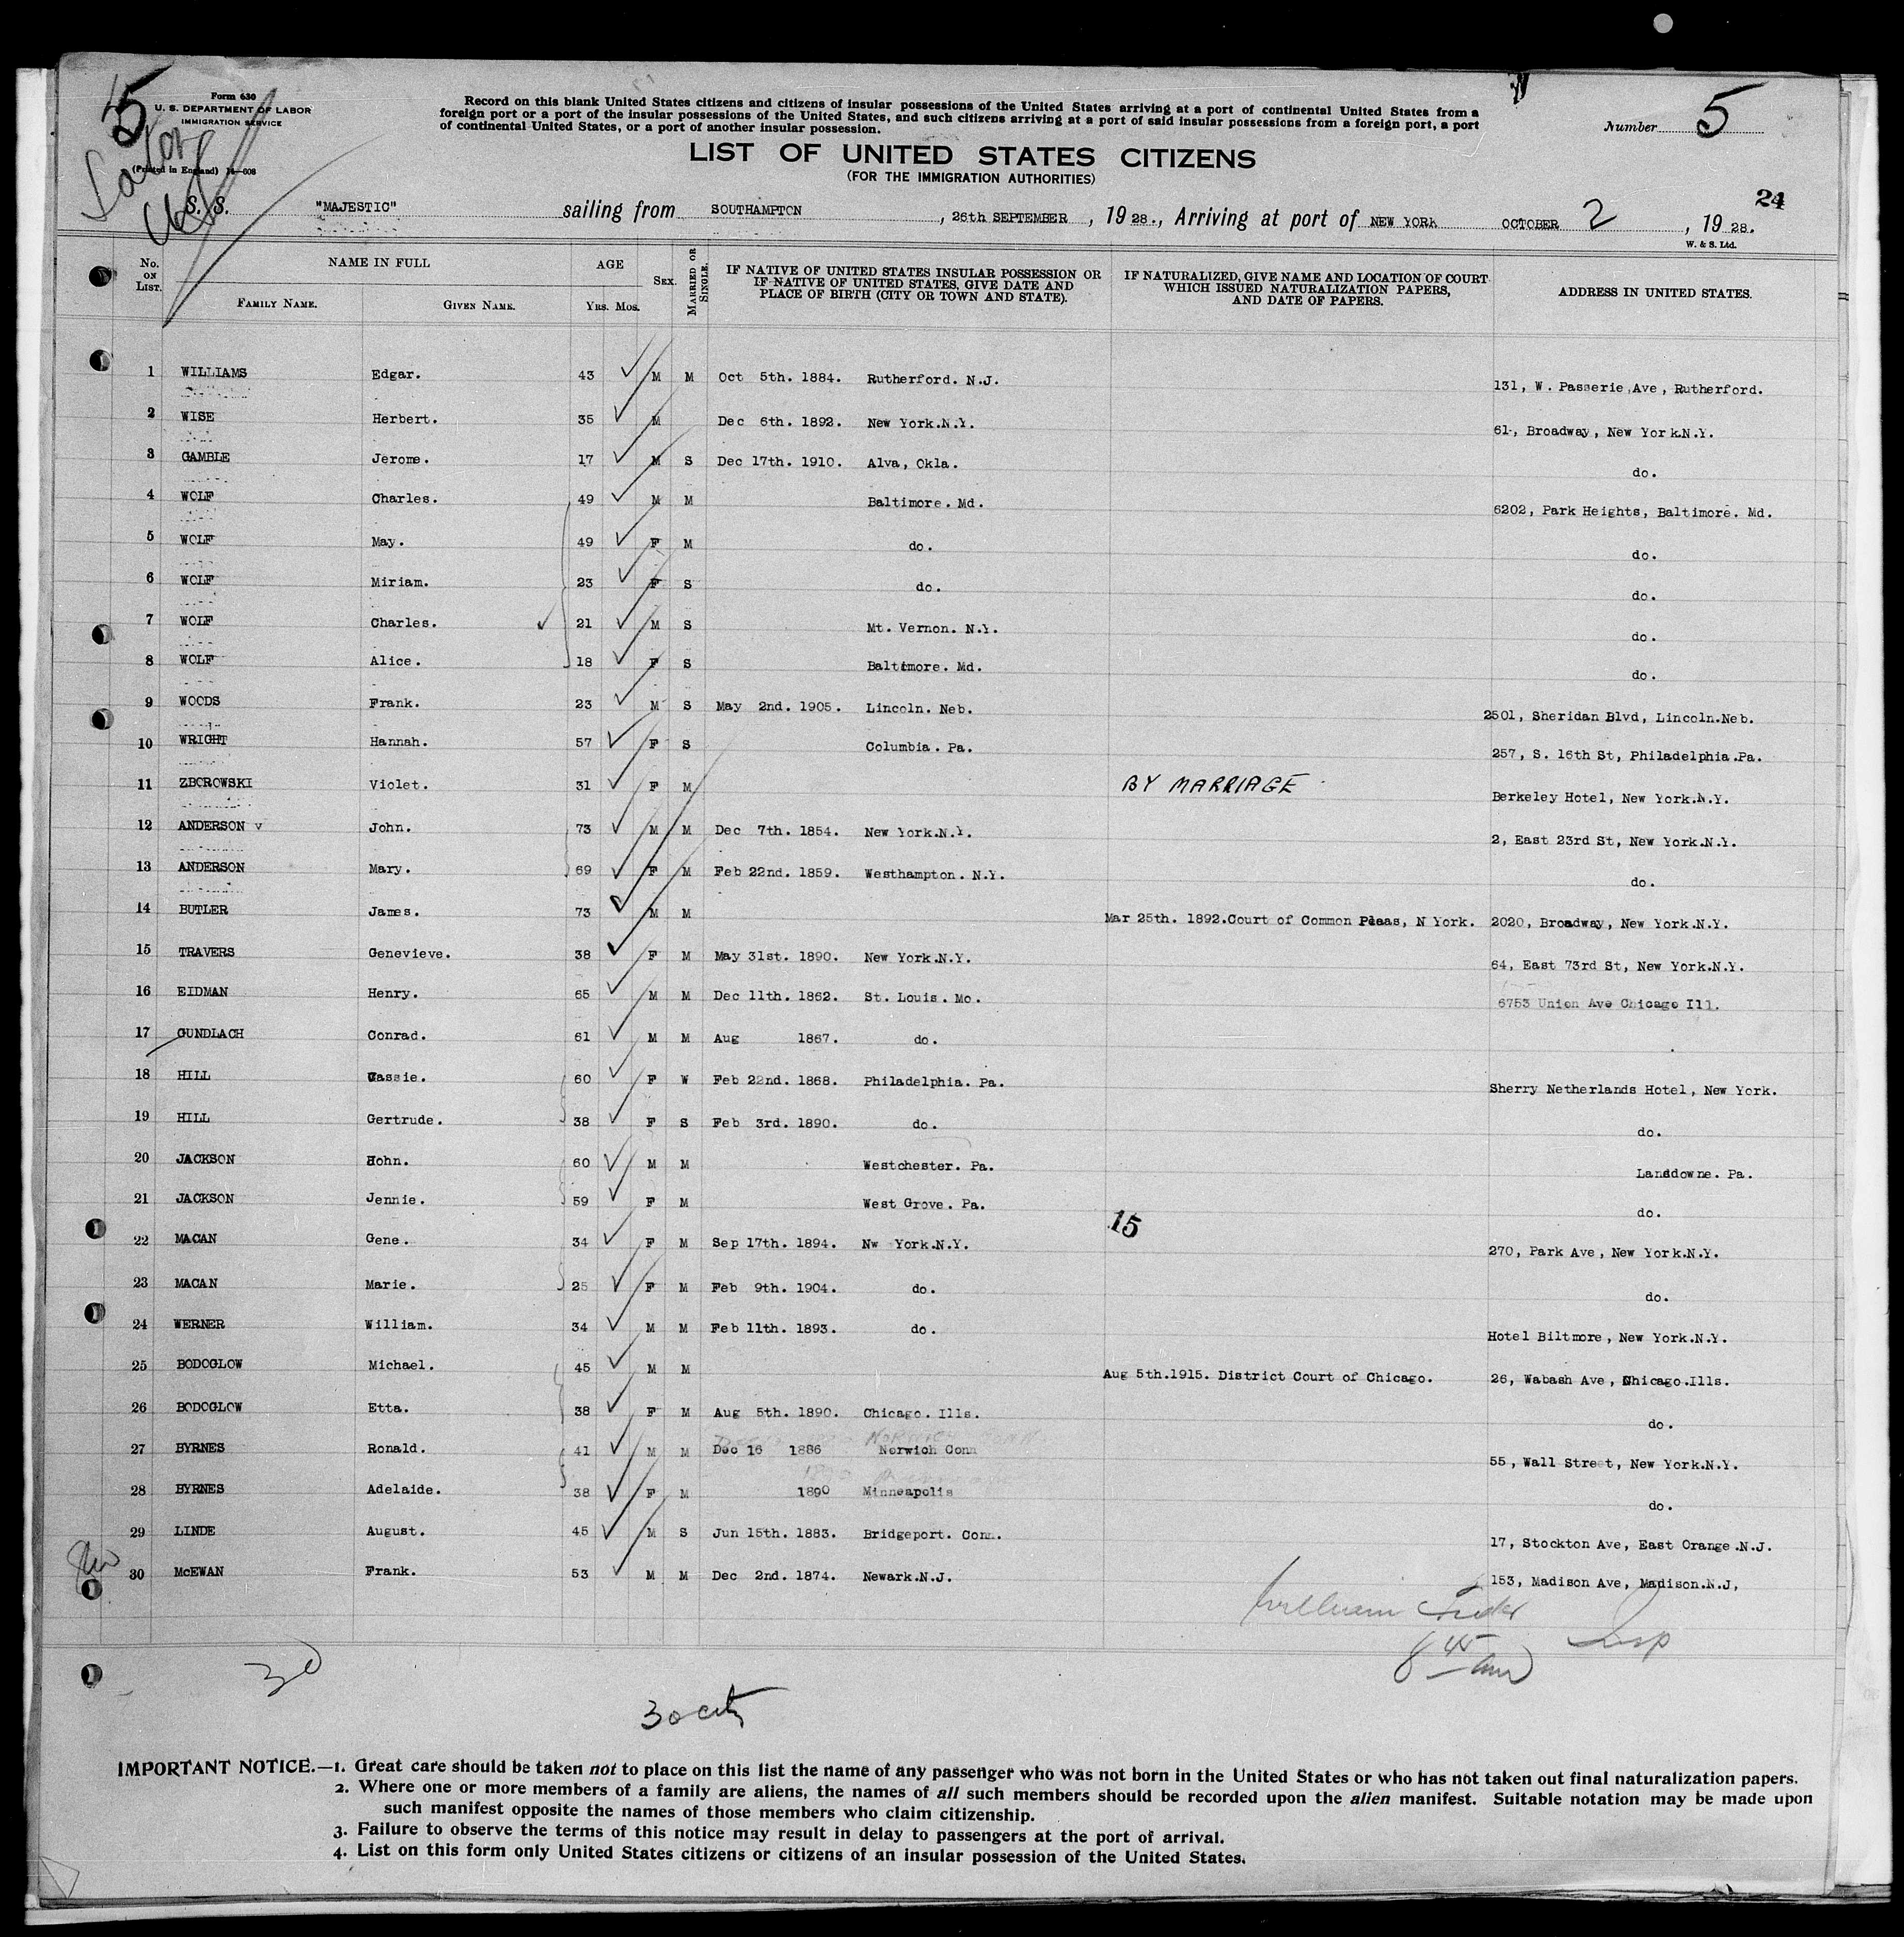 5
Form 630
U. S. DEPARTMENT OF LABOR
IMMIGRATION SERVICE
(Printed in England) 14—608
Record on this blank United States citizens and citizens of insular possessions of the United States arriving at a port of continental United States from a
foreign port or a port of the insular possessions of the United States, and such citizens arriving at a port of said insular possessions from a foreign port, a port
of continental United States, or a port of another insular possession.
Number 5
LIST OF UNITED STATES CITIZENS
(FOR THE IMMIGRATION AUTHORITIES)
24
S. S. "MAJESTIC" sailing from SOUTHAMPTON, 26th SEPTEMBER, 1928., Arriving at port of NEW YORK OCTOBER 2, 1928.
W. & S. Ltd.
No. ON LIST. NAME IN FULL FAMILY NAME. GIVEN NAME. AGE Yrs. Mos. SEX MARRIED OR SINGLE. IF NATIVE OF UNITED STATES INSULAR POSSESSION OR IF NATIVE OF UNITED STATES, GIVE DATE AND PLACE OF BIRTH (CITY OR TOWN AND STATE). IF NATURALIZED, GIVE NAME AND LOCATION OF COURT WHICH ISSUED NATURALIZATION PAPERS, AND DATE OF PAPERS. ADDRESS IN UNITED STATES.
1 WILLIAMS Edgar. 43 M M Oct 5th. 1884. Rutherford. N.J. 131, W. Passerie Ave, Rutherford.
2 WISE Herbert. 35 M Dec 6th. 1892. New York.N.Y. 61, Broadway, New York.N.Y.
3 GAMBLE Jerome. 17 M S Dec 17th. 1910. Alva, Okla. do.
4 WOLF Charles. 49 M M Baltimore. Md. 6202, Park Heights, Baltimore. Md.
5 WOLF May. 49 F M do. do.
6 WOLF Miriam. 23 F S do. do.
7 WOLF Charles. 21 M S Mt. Vernon. N.Y. do.
8 WOLF Alice. 18 F S Baltimore. Md. do.
9 WOODS Frank. 23 M S May 2nd. 1905. Lincoln. Neb. 2501, Sheridan Blvd, Lincoln.Neb.
10 WRIGHT Hannah. 57 F S Columbia. Pa. 257, S. 16th St, Philadelphia.Pa.
11 ZBOROWSKI Violet. 31 F M BY MARRIAGE Berkeley Hotel, New York.N.Y.
12 ANDERSON v John. 73 M M Dec 7th. 1854. New York.N.Y. 2, East 23rd St, New York.N.Y.
13 ANDERSON Mary. 69 F M Feb 22nd. 1859. Westhampton. N.Y. do.
14 BUTLER James. 73 M M Mar 25th. 1892.Court of Common Pleas, N York. 2020, Broadway, New York.N.Y.
15 TRAVERS Genevieve. 38 F M May 31st. 1890. New York.N.Y. 64, East 73rd St, New York.N.Y.
16 EIDMAN Henry. 65 M M Dec 11th. 1862. St. Louis. Mo. 6753 Union Ave Chicago Ill.
17 GUNDLACH Conrad. 61 M M Aug 1867. do.
18 HILL Cassie. 60 F W Feb 22nd. 1868. Philadelphia. Pa. Sherry Netherlands Hotel, New York.
19 HILL Gertrude. 38 F S Feb 3rd. 1890. do. do.
20 JACKSON John. 60 M M Westchester. Pa. Lansdowne. Pa.
21 JACKSON Jennie. 59 F M West Grove. Pa. do.
15
22 MACAN Gene. 34 F M Sep 17th. 1894. Nw York.N.Y. 270, Park Ave, New York.N.Y.
23 MACAN Marie. 25 F M Feb 9th. 1904. do. do.
24 WERNER William. 34 M M Feb 11th. 1893. do. Hotel Biltmore, New York.N.Y.
25 BODOGLOW Michael. 45 M M Aug 5th.1915. District Court of Chicago. 26, Wabash Ave, Chicago.Ills.
26 BODOGLOW Etta. 38 F M Aug 5th. 1890. Chicago. Ills. do.
27 BYRNES Ronald. 41 M M Dec 16 1886 Norwich Conn 55, Wall Street, New York.N.Y.
28 BYRNES Adelaide. 38 F M 1890 Minneapolis do.
29 LINDE August. 45 M S Jun 15th. 1883. Bridgeport. Conn. 17, Stockton Ave, East Orange.N.J.
30 McEWAN Frank. 53 M M Dec 2nd. 1874. Newark.N.J. 153, Madison Ave, Madison.N.J,
William
Insp
8 45 am
30
30 cit
IMPORTANT NOTICE.—1. Great care should be taken not to place on this list the name of any passenger who was not born in the United States or who has not taken out final naturalization papers.
2. Where one or more members of a family are aliens, the names of all such members should be recorded upon the alien manifest. Suitable notation may be made upon
such manifest opposite the names of those members who claim citizenship.
3. Failure to observe the terms of this notice may result in delay to passengers at the port of arrival.
4. List on this form only United States citizens or citizens of an insular possession of the United States.